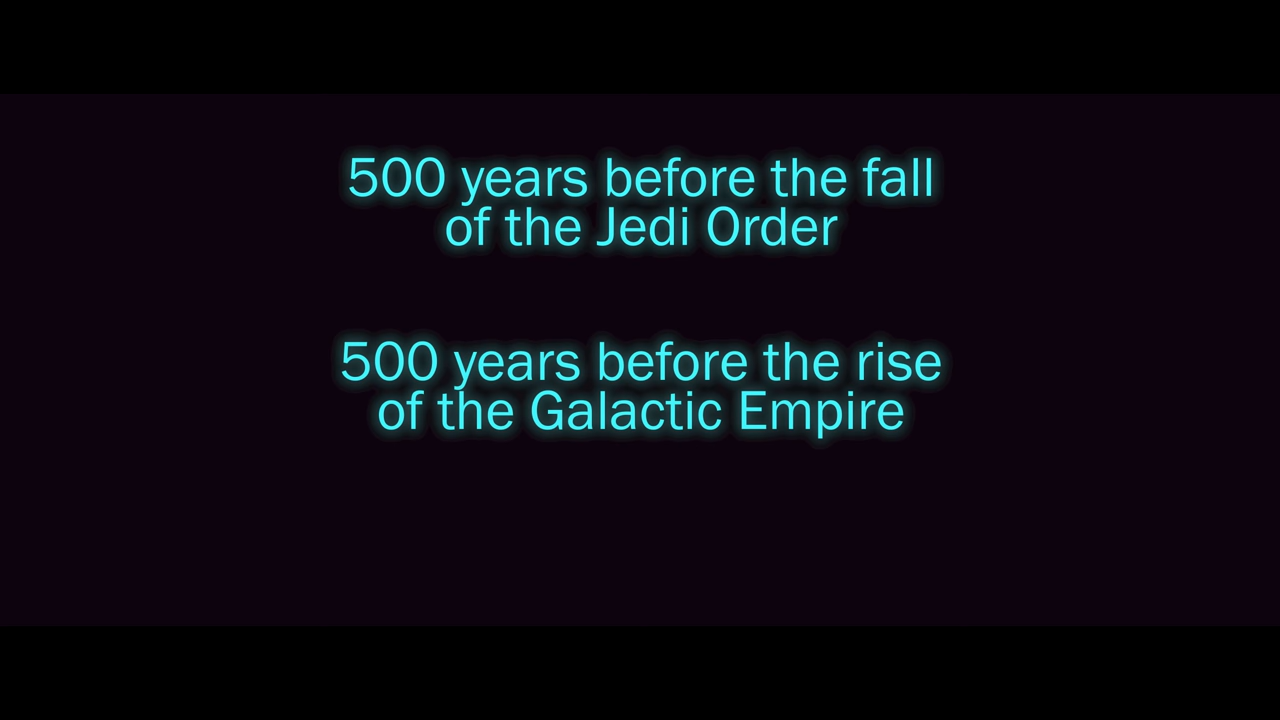 500 years before the fall
of the Jedi Order
500 years before the rise
of the Galactic Empire